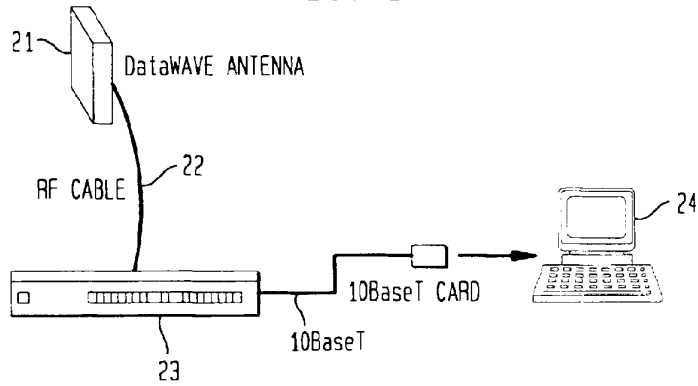 21
DataWAVE ANTENNA
22
RF CABLE
24
10BaseT CARD
10BaseT
23